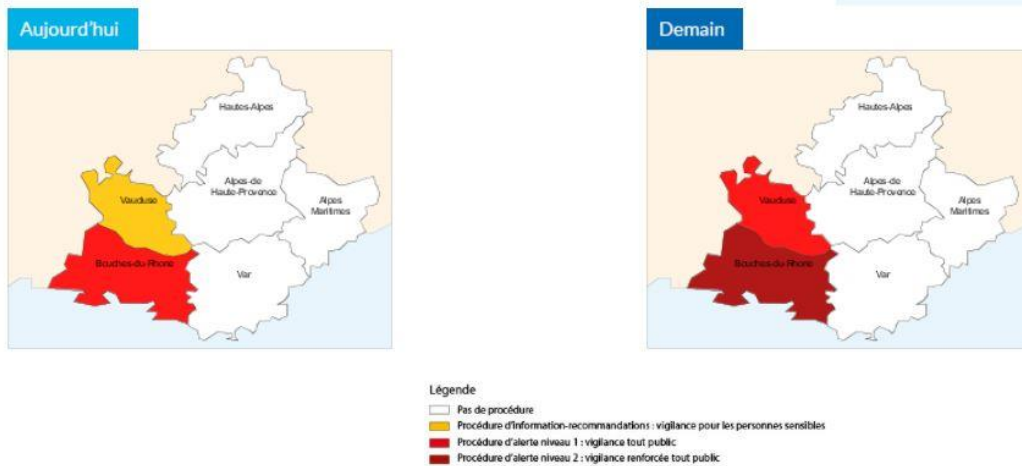 Aujourd'hui
Hautes-Alpes
Alpes-de
Haute-Provence
Vaucluse
Alpes
Maritimes
Bouches-du-Rhone
Var
Demain
Hautes-Alpes
Alpes-de
Haute-Provence
Vaucluse
Alpes
Maritimes
Bouches-du-Rhone
Var
Légende
Pas de procédure
Procédure d'information-recommandations : vigilance pour les personnes sensibles
Procédure d'alerte niveau 1 : vigilance tout public
Procédure d'alerte niveau 2 : vigilance renforcée tout public